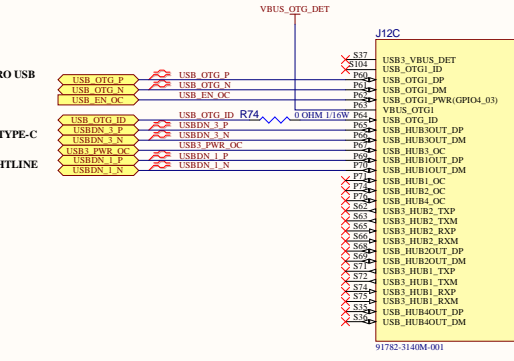 VBUS_OTG_DET
J12C
S37 USB3_VBUS_DET
S104 USB_OTG1_ID
RO USB
USB_OTG_P USB_OTG_P P60 USB_OTG1_DP
USB_OTG_N USB_OTG_N P61 USB_OTG1_DM
USB_EN_OC USB_EN_OC P62 USB_OTG1_PWR(GPIO4_03)
P63 VBUS_OTG1
USB_OTG_ID USB_OTG_ID R74 0 OHM 1/16W P64 USB_OTG_ID
TYPE-C
USBDN_3_P USBDN_3_P P65 USB_HUB3OUT_DP
USBDN_3_N USBDN_3_N P66 USB_HUB3OUT_DM
USB3_PWR_OC USB3_PWR_OC P67 USB_HUB3_OC
HTLINE
USBDN_1_P USBDN_1_P P69 USB_HUB1OUT_DP
USBDN_1_N USBDN_1_N P70 USB_HUB1OUT_DM
P71 USB_HUB1_OC
P74 USB_HUB2_OC
P76 USB_HUB4_OC
S62 USB3_HUB2_TXP
S63 USB3_HUB2_TXM
S65 USB3_HUB2_RXP
S66 USB3_HUB2_RXM
S68 USB_HUB2OUT_DP
S69 USB_HUB2OUT_DM
S71 USB3_HUB1_TXP
S72 USB3_HUB1_TXM
S74 USB3_HUB1_RXP
S75 USB3_HUB1_RXM
S35 USB_HUB4OUT_DP
S36 USB_HUB4OUT_DM
91782-3140M-001